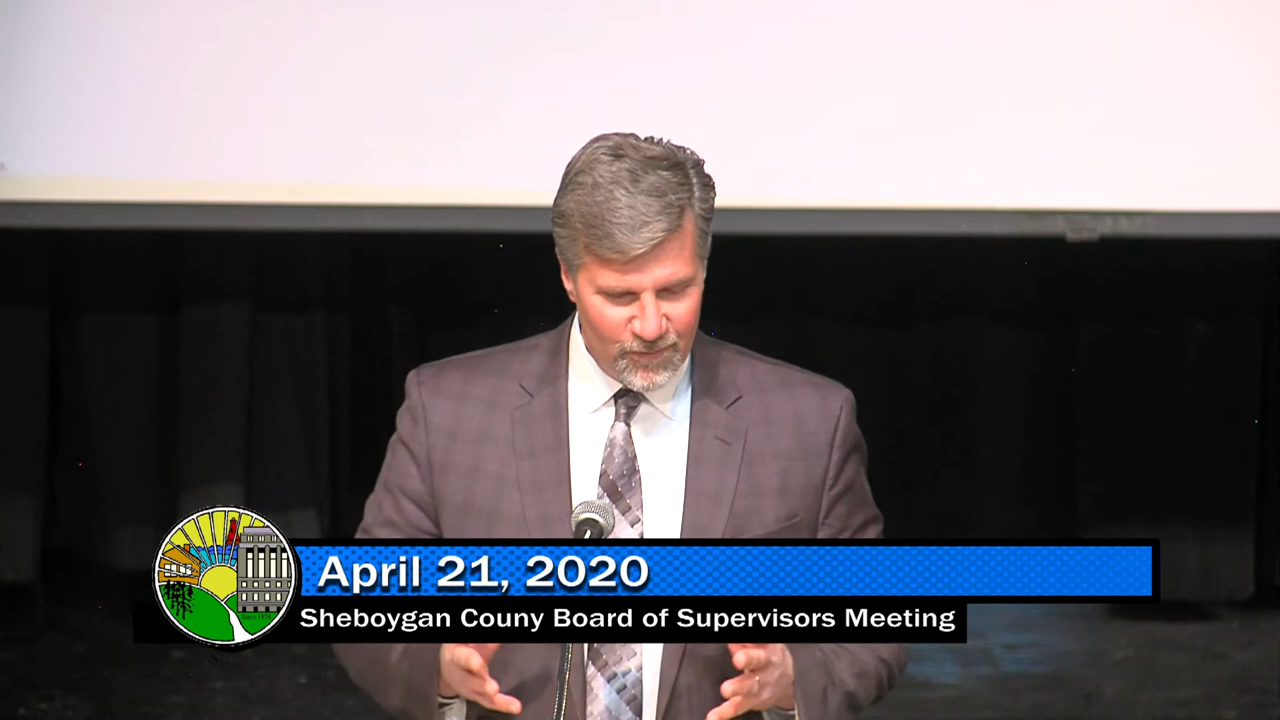 April 21, 2020
Sheboygan Couny Board of Supervisors Meeting